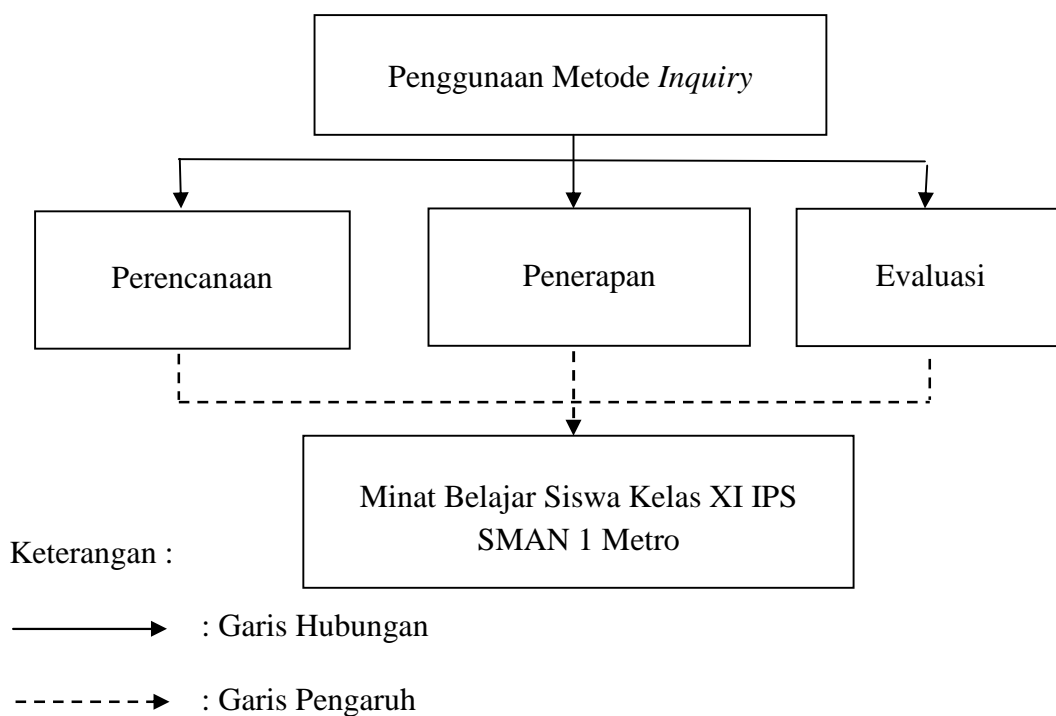 Penggunaan Metode Inquiry
Perencanaan
Penerapan
Evaluasi
Minat Belajar Siswa Kelas XI IPS
SMAN 1 Metro
Keterangan :
: Garis Hubungan
: Garis Pengaruh